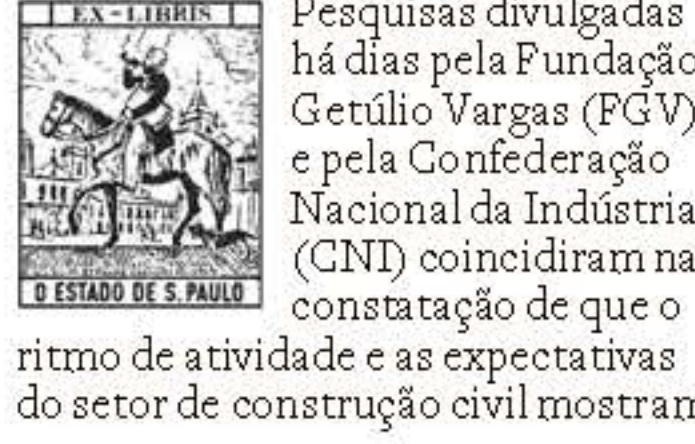 EX-LIBRIS
O ESTADO DE S. PAULO
Pesquisas divulgadas
há dias pela Fundação
Getúlio Vargas (FGV)
e pela Confederação
Nacional da Indústria
(CNI) coincidiram na
constatação de que o
ritmo de atividade e as expectativas
do setor de construção civil mostram